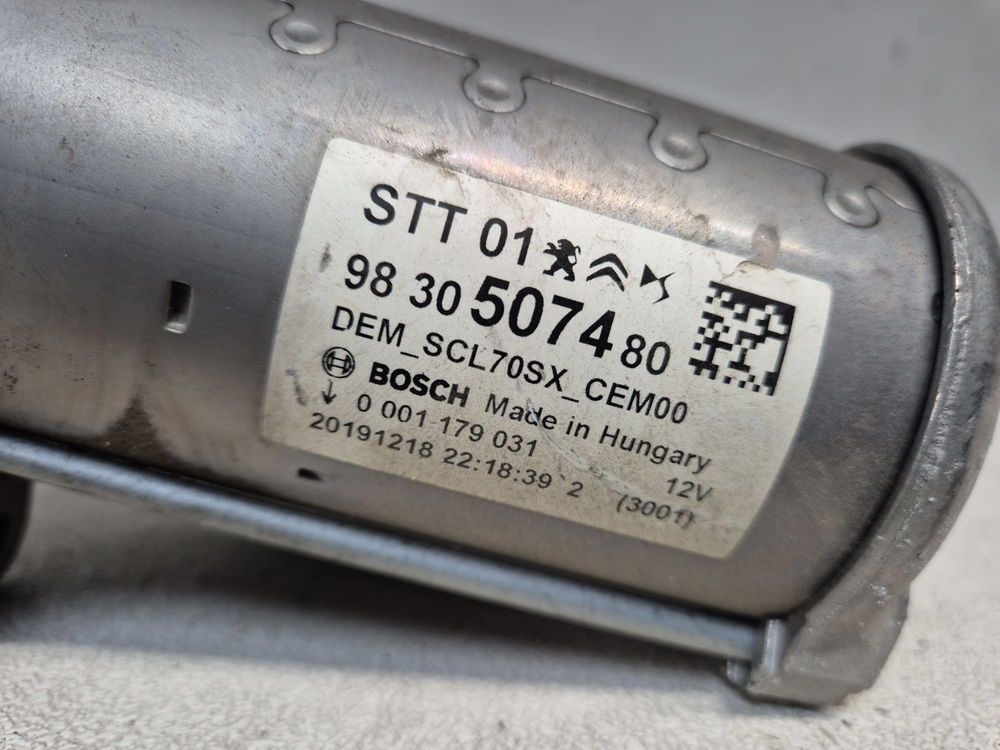 STT 01
98 30 5074 80
DEM_SCL70SX_CEM00
BOSCH Made in Hungary
0 001 179 031 12V
20191218 22:18:39 2 (3001)